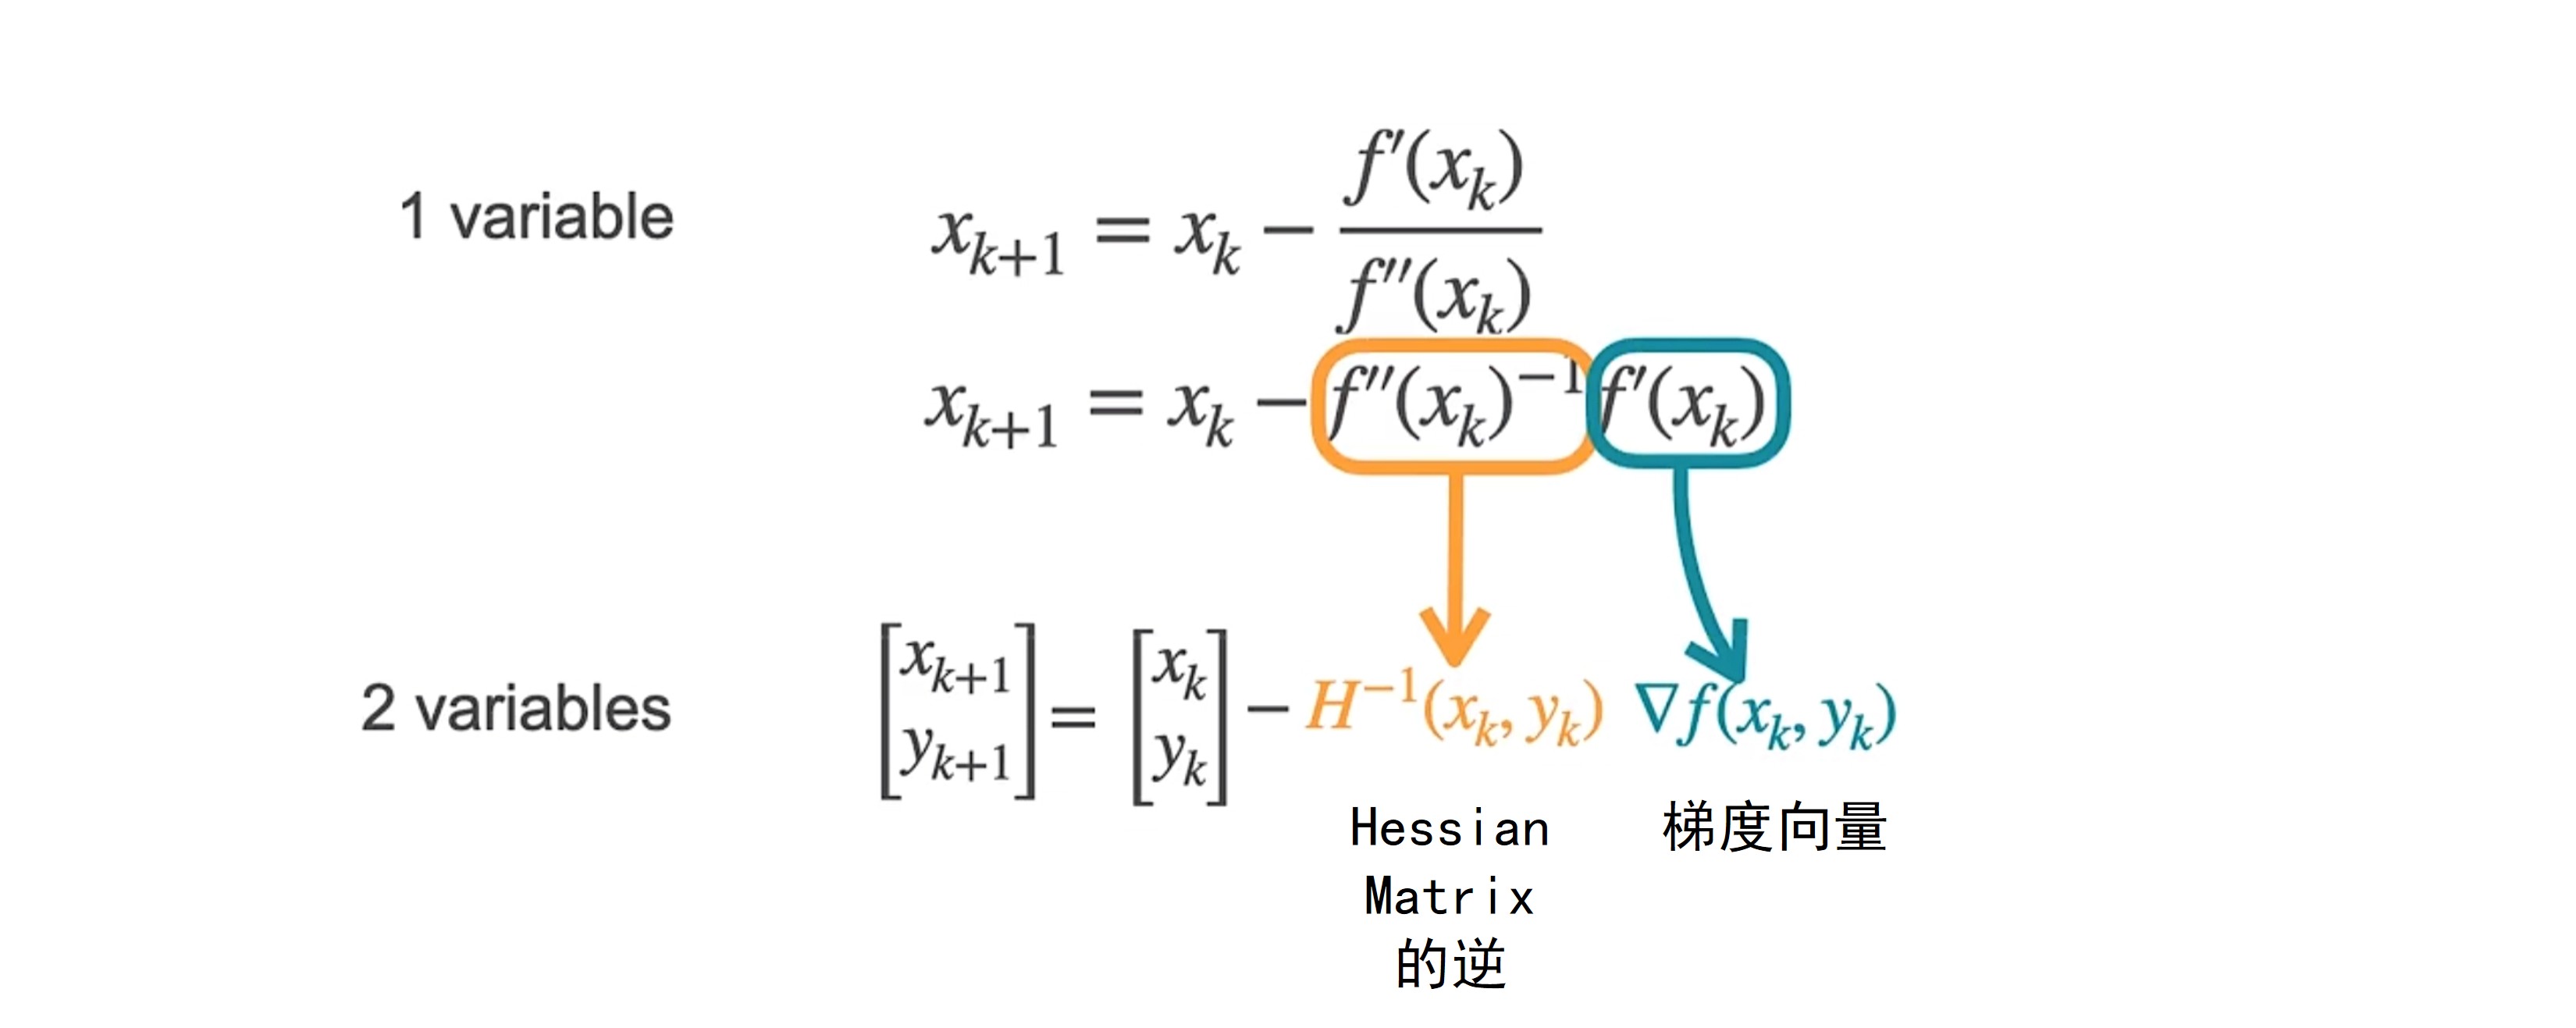 1 variable
x_{k+1} = x_k − \frac{f′(x_k)}{f″(x_k)}
x_{k+1} = x_k − f″(x_k)^{−1} f′(x_k)
2 variables
\begin{bmatrix} x_{k+1} \\ y_{k+1} \end{bmatrix} = \begin{bmatrix} x_k \\ y_k \end{bmatrix} − H^{−1}(x_k, y_k) ∇f(x_k, y_k)
Hessian
Matrix
的逆
梯度向量